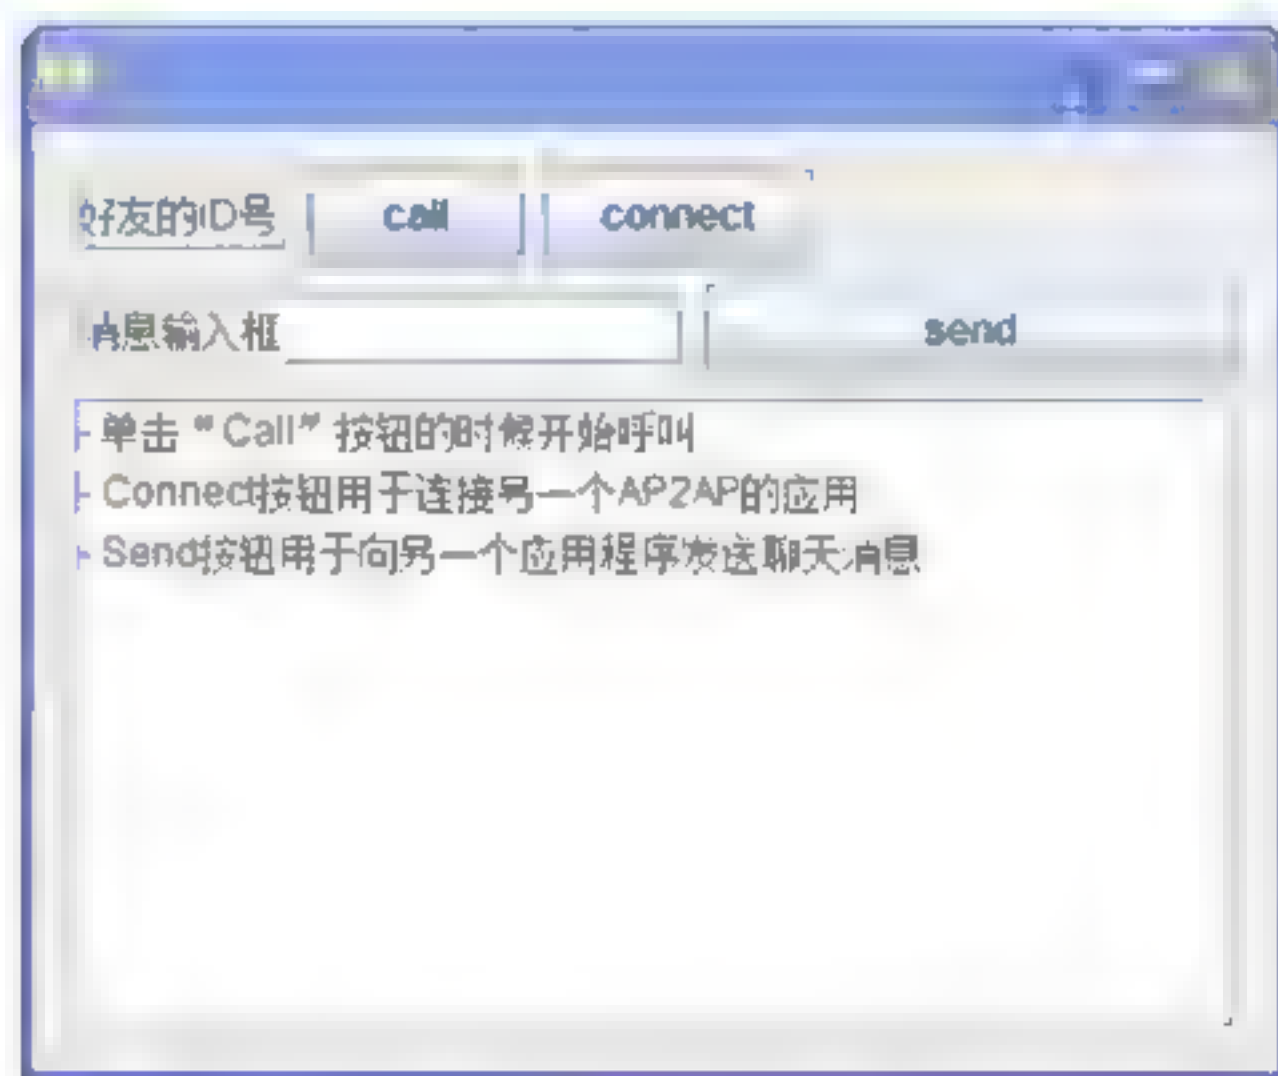 好友的ID号 call connect
消息输入框 send
单击“Call”按钮的时候开始呼叫
Connect按钮用于连接另一个AP2AP的应用
Send按钮用于向另一个应用程序发送聊天消息